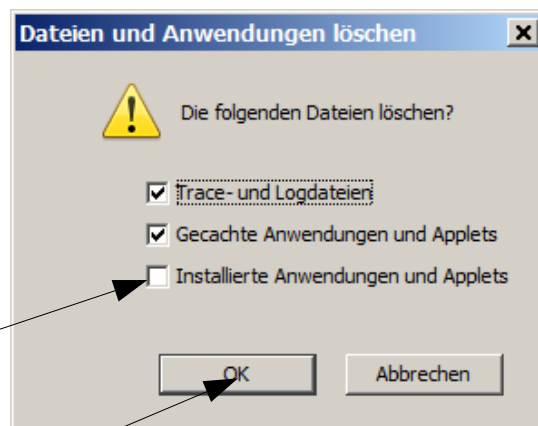 Dateien und Anwendungen löschen
Die folgenden Dateien löschen?
Trace- und Logdateien
Gecachte Anwendungen und Applets
Installierte Anwendungen und Applets
OK Abbrechen